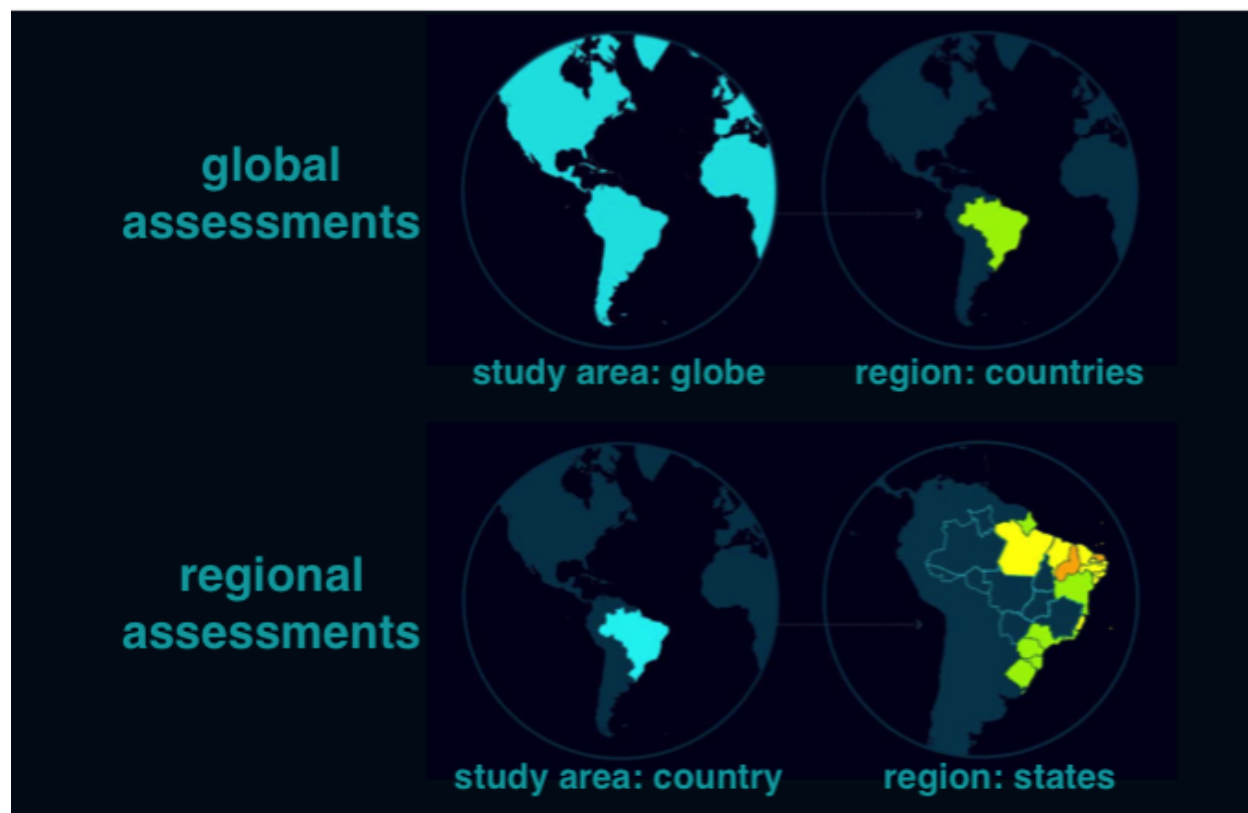 global
assessments
study area: globe
region: countries
regional
assessments
study area: country
region: states